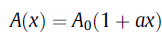 A(x) = A₀(1 + ax)